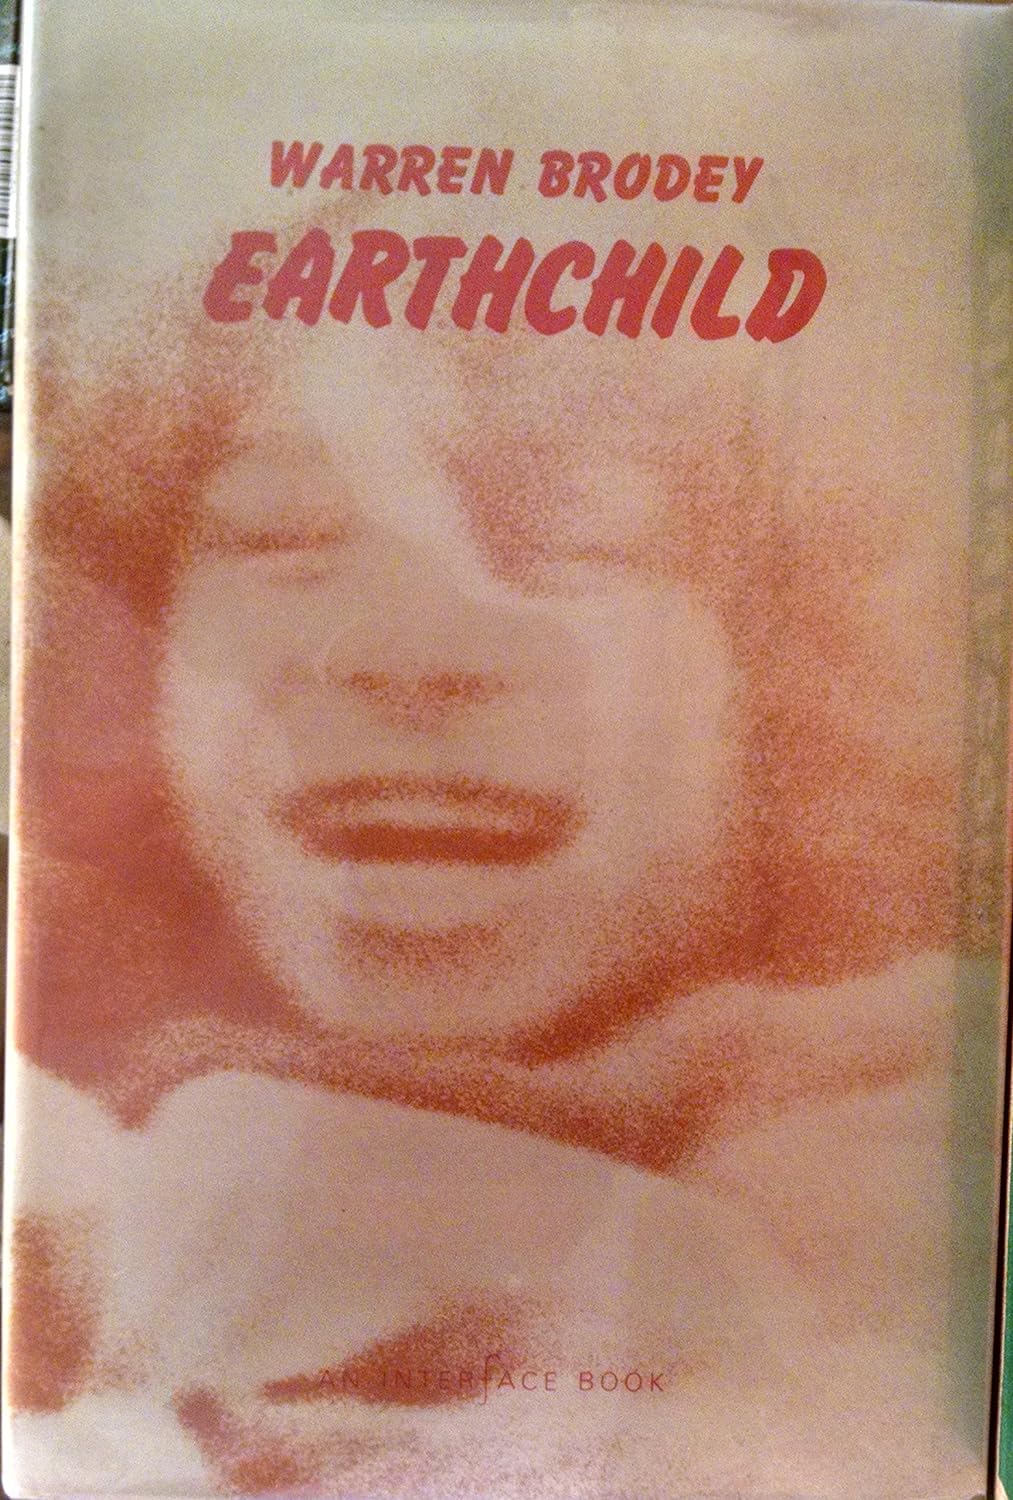 WARREN BRODEY
EARTHCHILD
AN INTERFACE BOOK